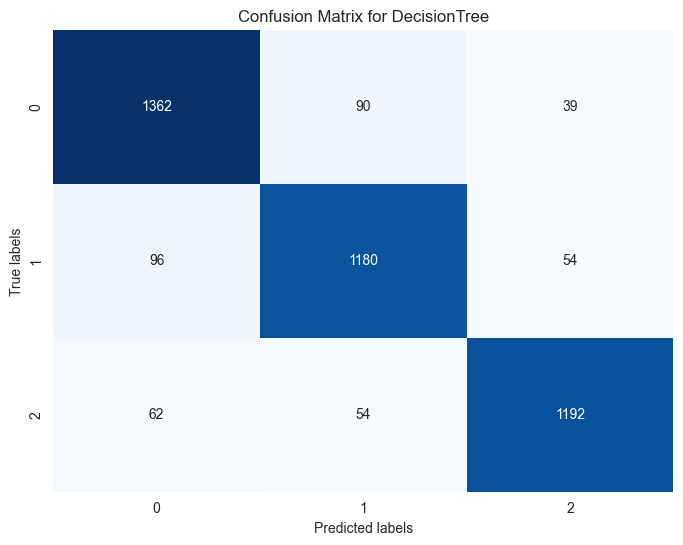 Confusion Matrix for DecisionTree
True labels
0 1362 90 39
1 96 1180 54
2 62 54 1192
0 1 2
Predicted labels